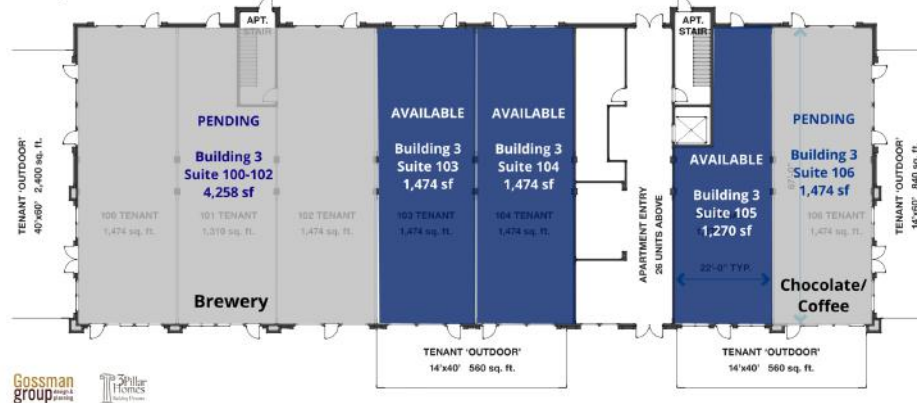 APT.
STAIR
APT.
STAIR
PENDING
Building 3
Suite 100-102
4,258 sf
AVAILABLE
Building 3
Suite 103
1,474 sf
AVAILABLE
Building 3
Suite 104
1,474 sf
AVAILABLE
Building 3
Suite 105
1,270 sf
PENDING
Building 3
Suite 106
1,474 sf
TENANT 'OUTDOOR'
40'x60' 2,400 sq. ft.
100 TENANT
1,474 sq. ft.
101 TENANT
1,319 sq. ft.
102 TENANT
1,474 sq. ft.
103 TENANT
1,474 sq. ft.
104 TENANT
1,474 sq. ft.
APARTMENT ENTRY
26 UNITS ABOVE
106 TENANT
1,474 sq. ft.
TENANT 'OUTDOOR'
14'x60' 840 sq. ft.
22'-0" TYP.
Brewery
Chocolate/
Coffee
TENANT 'OUTDOOR'
14'x40' 560 sq. ft.
TENANT 'OUTDOOR'
14'x40' 560 sq. ft.
Gossman
group design &
planning
3Pillar
Homes